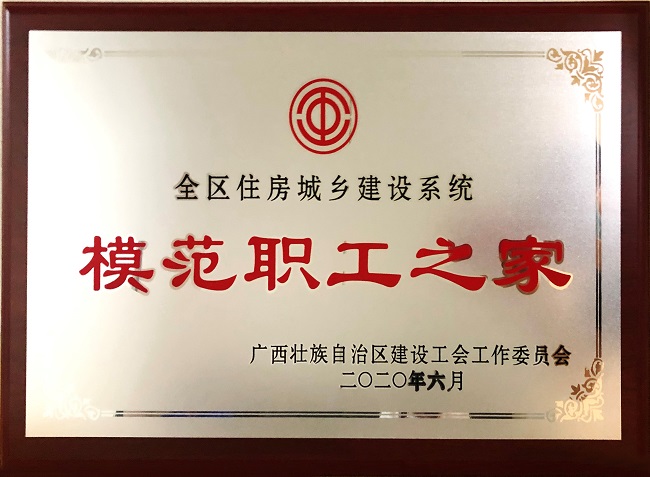 全区住房城乡建设系统
模范职工之家
广西壮族自治区建设工会工作委员会
二〇二〇年六月